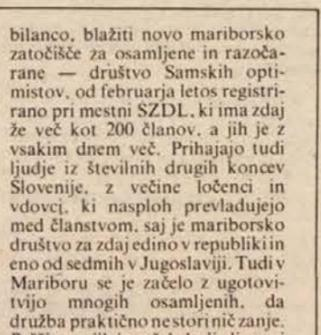 bilanco, blažiti novo mariborsko
zatočišče za osamljene in razoča-
rane — društvo Samskih opti-
mistov, od februarja letos registri-
rano pri mestni SZDL, ki ima zdaj
že več kot 200 članov, a jih je z
vsakim dnem več. Prihajajo tudi
ljudje iz številnih drugih koncev
Slovenije, z večine ločenci in
vdovci, ki nasploh prevladujejo
med članstvom, saj je mariborsko
društvo za zdaj edino v republiki in
eno od sedmih v Jugoslaviji. Tudi v
Mariboru se je začelo z ugotovi-
tvijo mnogih osamljenih, da
družba praktično ne stori nič zanje.